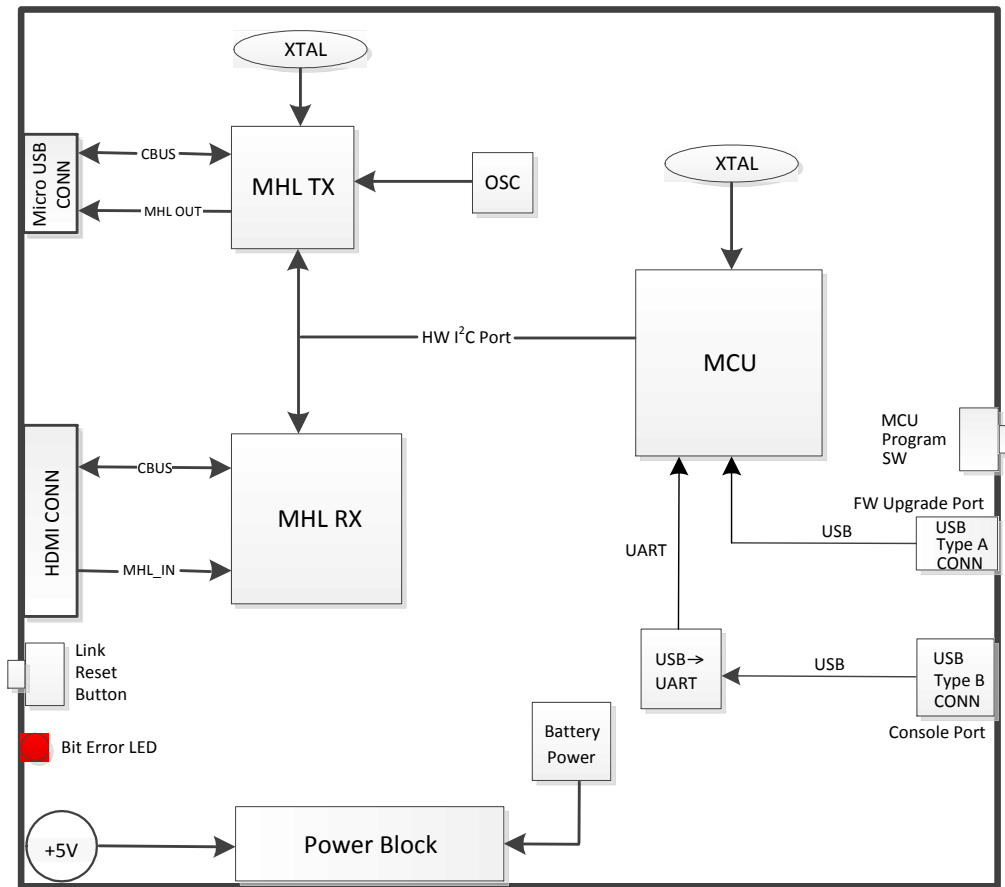 XTAL
Micro USB
CONN
CBUS
MHL OUT
MHL TX
OSC
XTAL
HW I²C Port
MCU
MCU
Program
SW
HDMI CONN
CBUS
MHL_IN
MHL RX
FW Upgrade Port
USB
Type A
CONN
USB
UART
Link
Reset
Button
USB→
UART
USB
USB
Type B
CONN
Console Port
Bit Error LED
Battery
Power
+5V
Power Block